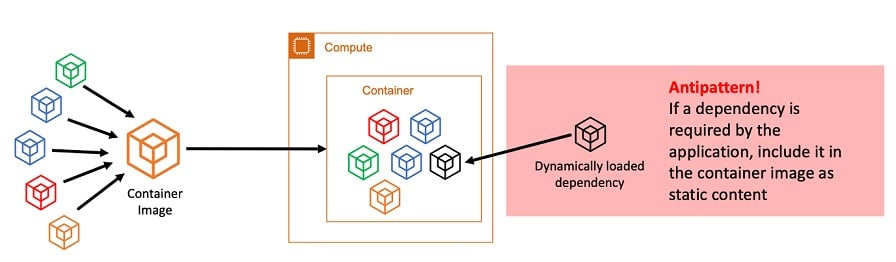 Container
Image
Compute
Container
Dynamically loaded
dependency
Antipattern!
If a dependency is
required by the
application, include it in
the container image as
static content